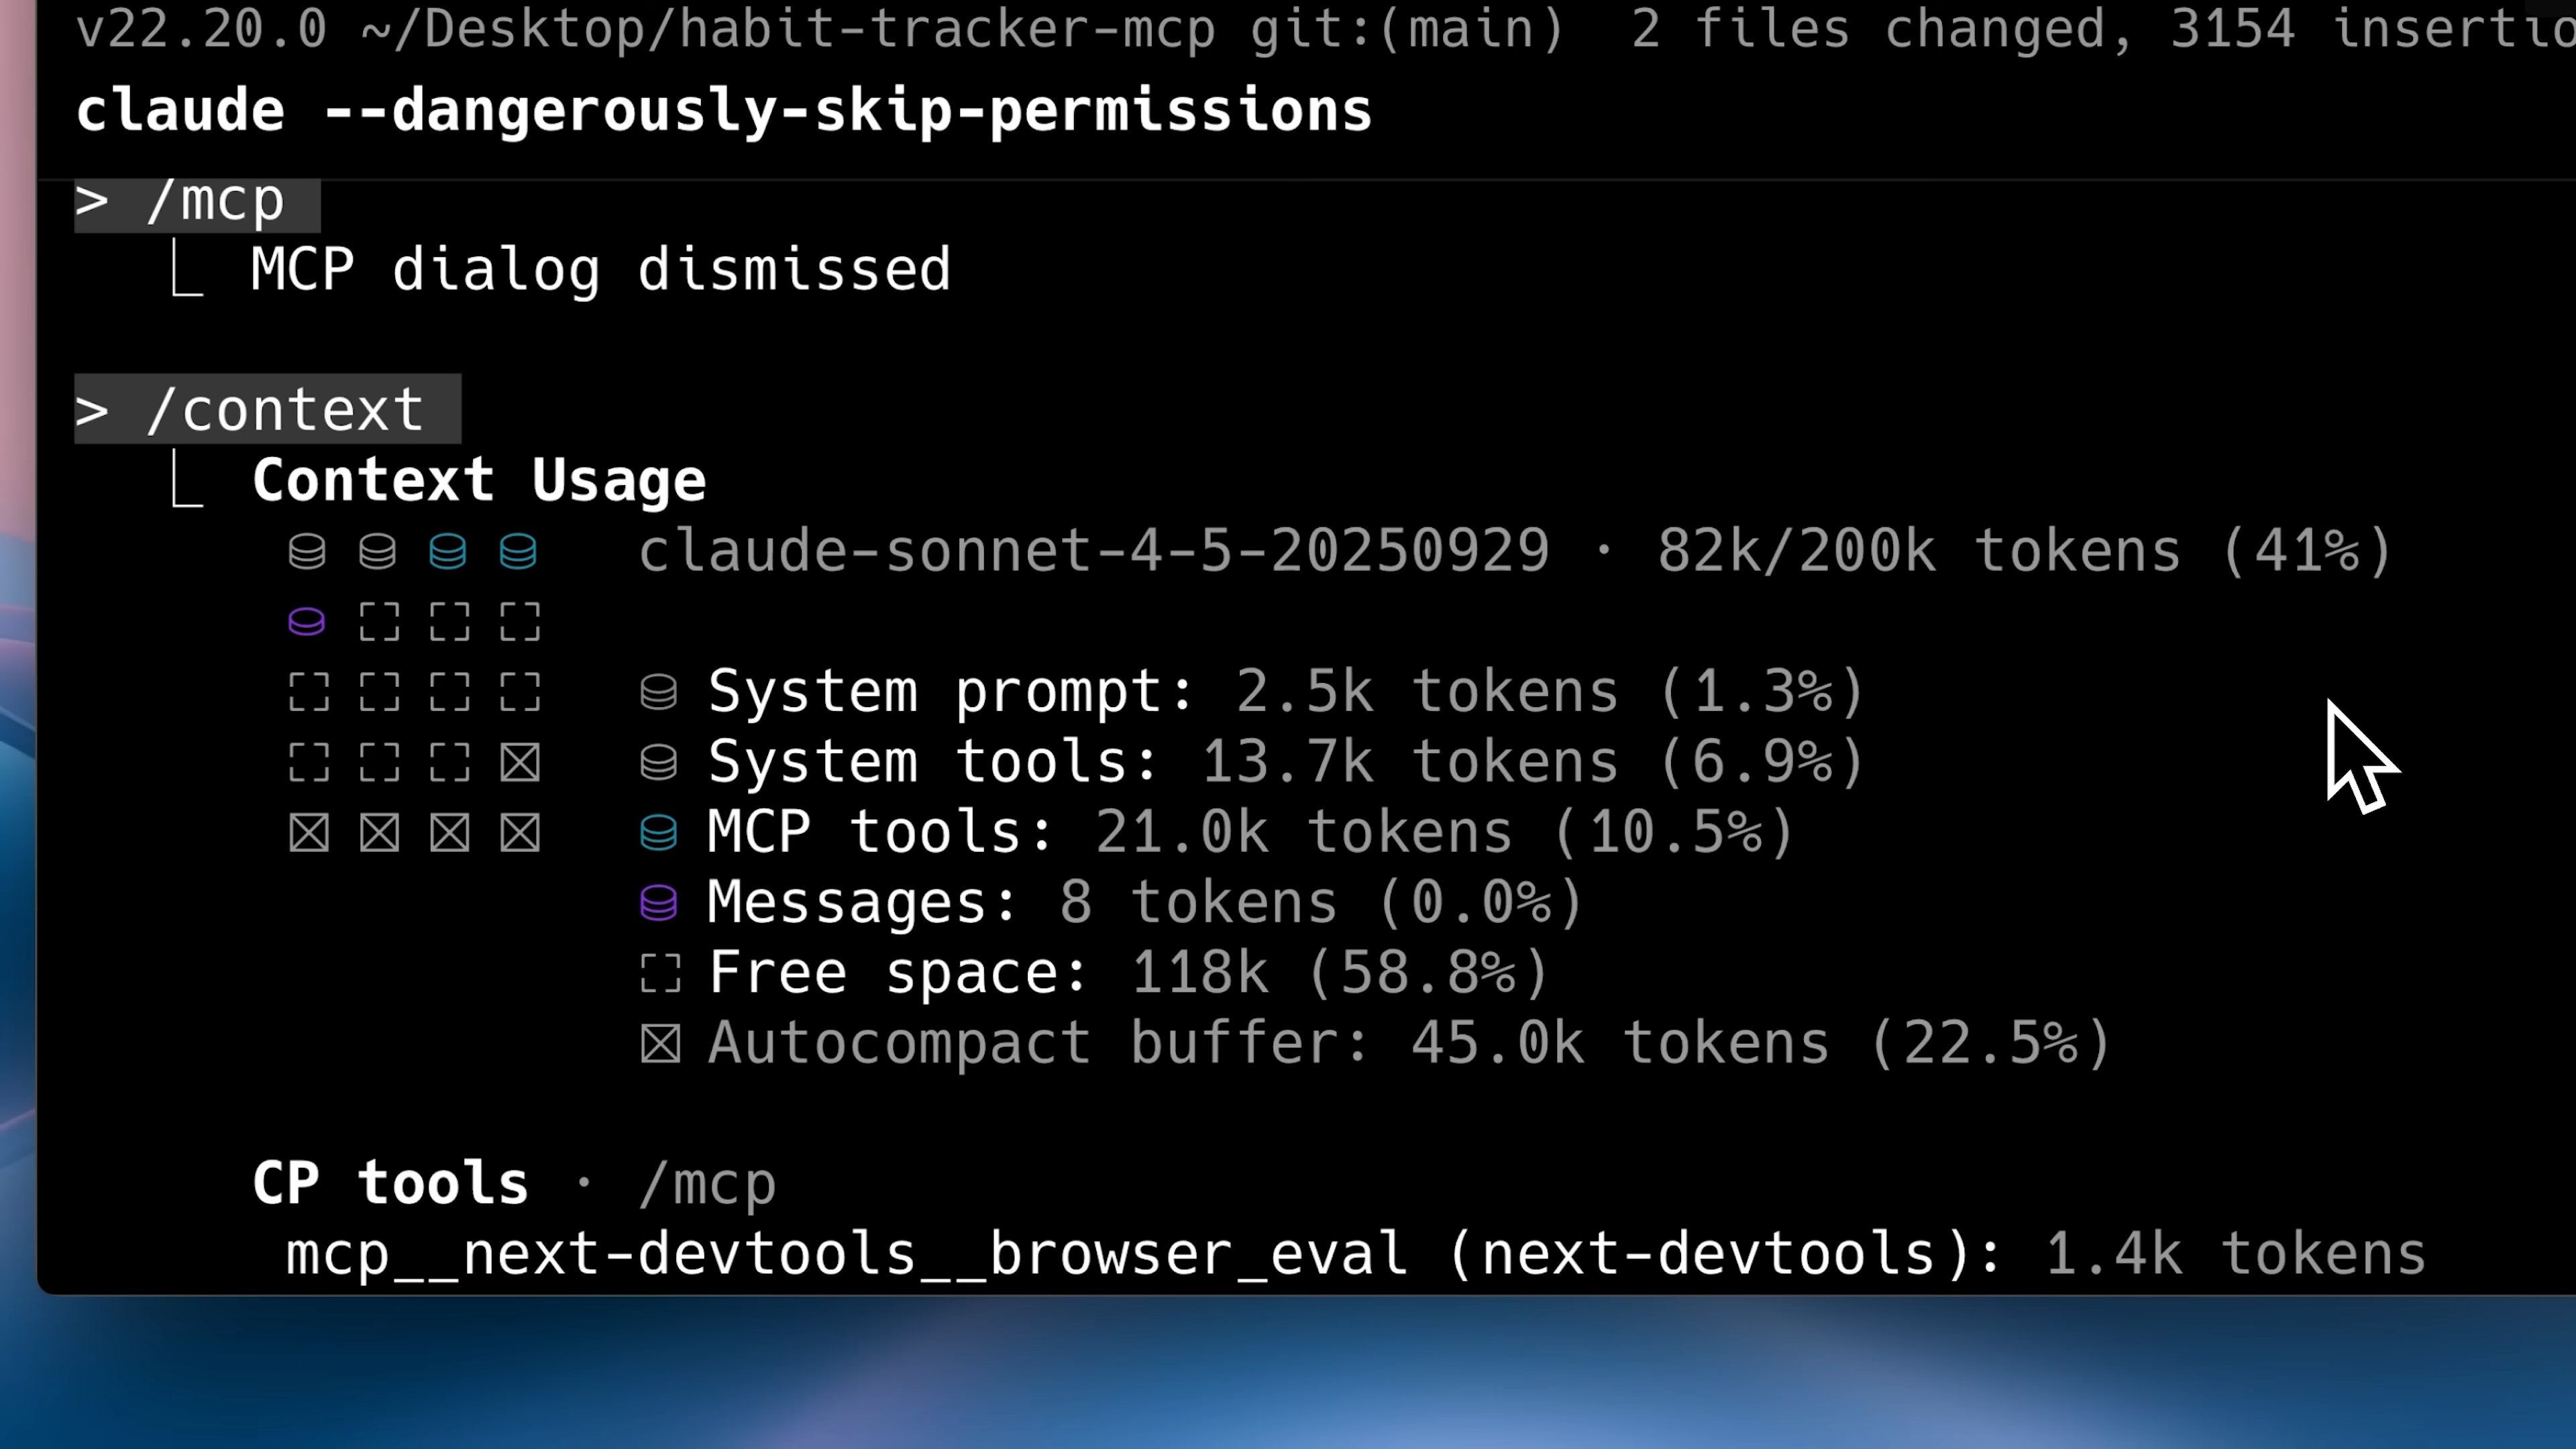 v22.20.0 ~/Desktop/habit-tracker-mcp git:(main) 2 files changed, 3154
claude --dangerously-skip-permissions
> /mcp
MCP dialog dismissed
> /context
Context Usage
claude-sonnet-4-5-20250929 · 82k/200k tokens (41%)
System prompt: 2.5k tokens (1.3%)
System tools: 13.7k tokens (6.9%)
MCP tools: 21.0k tokens (10.5%)
Messages: 8 tokens (0.0%)
Free space: 118k (58.8%)
Autocompact buffer: 45.0k tokens (22.5%)
CP tools · /mcp
mcp__next-devtools__browser_eval (next-devtools): 1.4k tokens